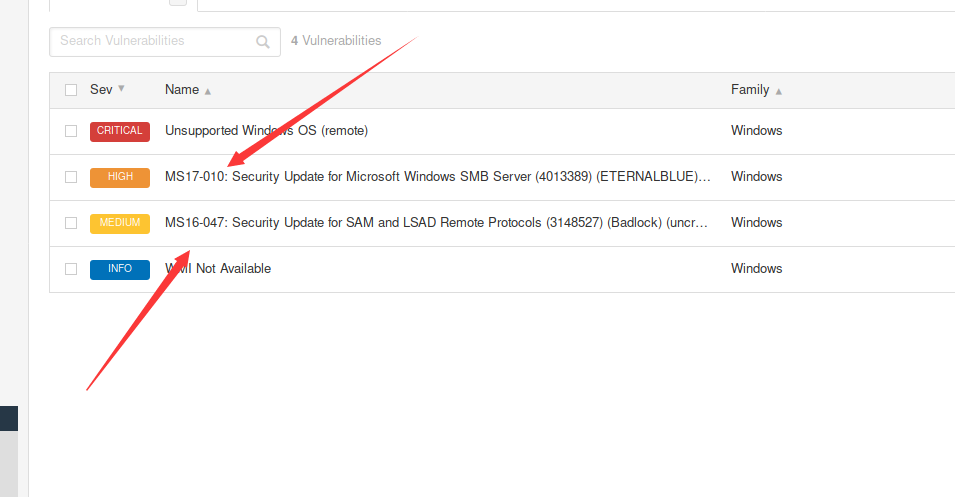 Search Vulnerabilities 4 Vulnerabilities
Sev Name Family
CRITICAL Unsupported Windows OS (remote) Windows
HIGH MS17-010: Security Update for Microsoft Windows SMB Server (4013389) (ETERNALBLUE)... Windows
MEDIUM MS16-047: Security Update for SAM and LSAD Remote Protocols (3148527) (Badlock) (uncr... Windows
INFO WMI Not Available Windows